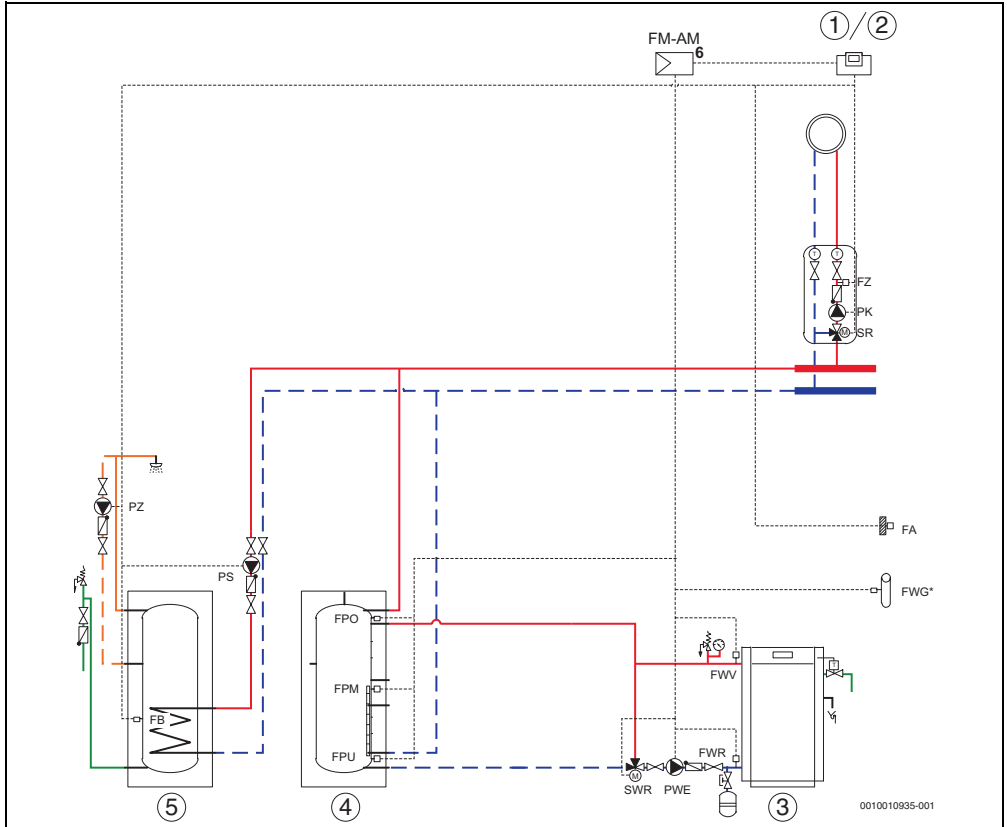 ①/②
FM-AM
6
T T
FZ
PK
M SR
PZ
PS
FA
FWG*
FPO
FWV
T
FPM
FB
FPU
FWR
M
SWR
PWE
⑤
④
③
0010010935-001